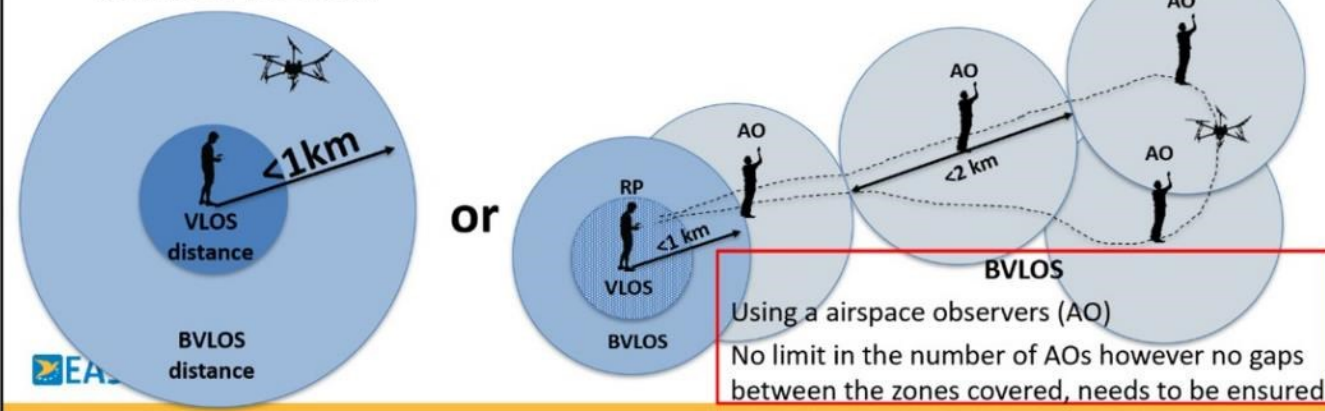 <1km
VLOS
distance
BVLOS
distance
or
RP
<1 km
VLOS
BVLOS
AO
AO
<2 km
AO
AO
BVLOS
Using a airspace observers (AO)
No limit in the number of AOs however no gaps
between the zones covered, needs to be ensured